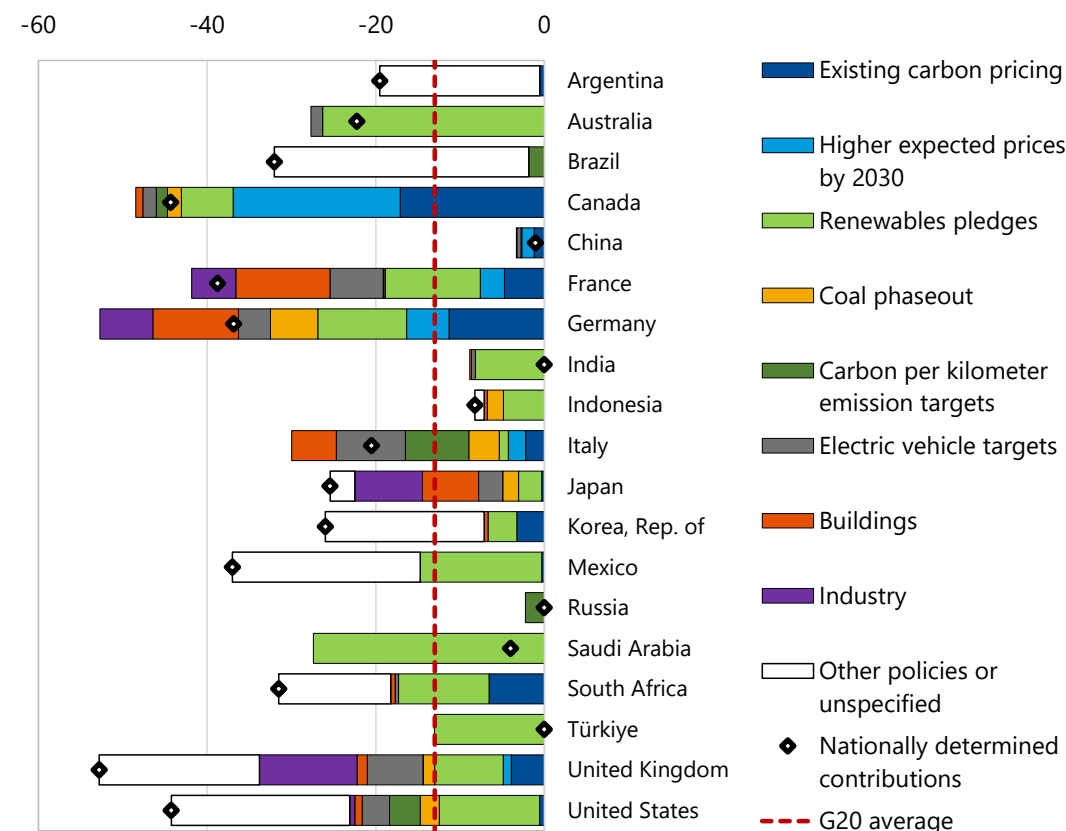 -60 -40 -20 0
Argentina
Australia
Brazil
Canada
China
France
Germany
India
Indonesia
Italy
Japan
Korea, Rep. of
Mexico
Russia
Saudi Arabia
South Africa
Türkiye
United Kingdom
United States
Existing carbon pricing
Higher expected prices
by 2030
Renewables pledges
Coal phaseout
Carbon per kilometer
emission targets
Electric vehicle targets
Buildings
Industry
Other policies or
unspecified
Nationally determined
contributions
G20 average